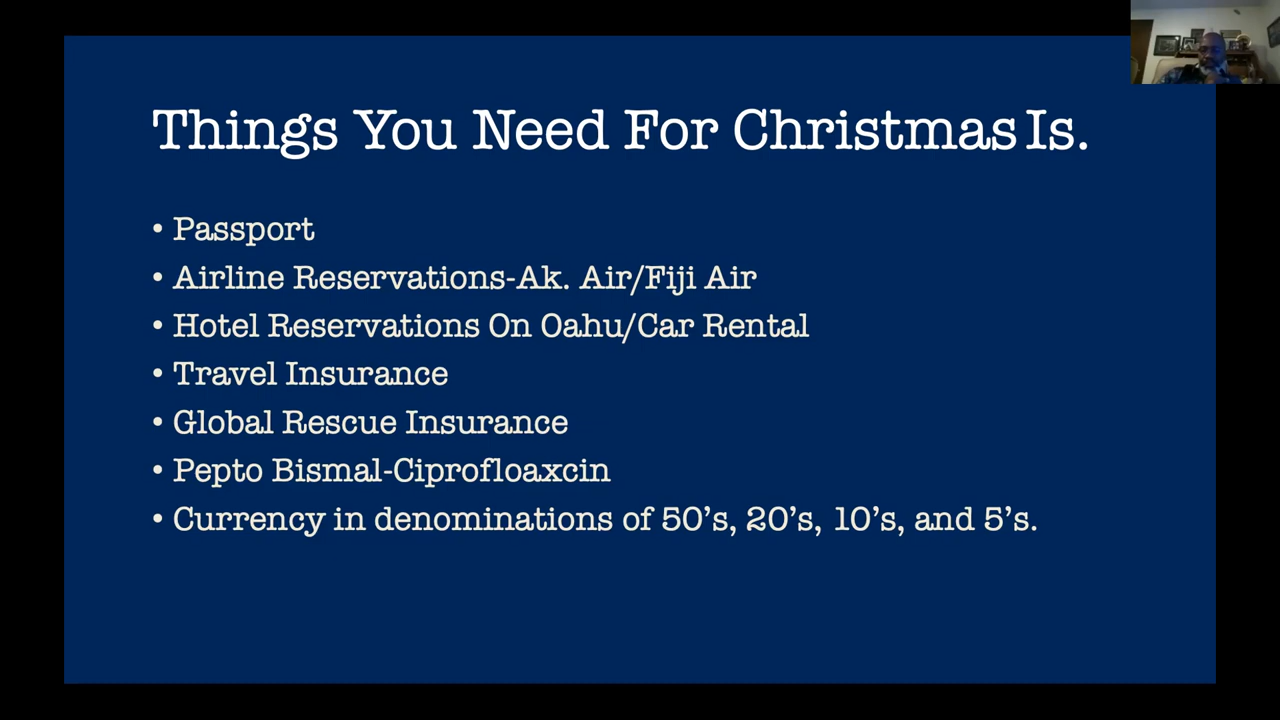 Things You Need For Christmas Is.
• Passport
• Airline Reservations-Ak. Air/Fiji Air
• Hotel Reservations On Oahu/Car Rental
• Travel Insurance
• Global Rescue Insurance
• Pepto Bismal-Ciprofloaxcin
• Currency in denominations of 50’s, 20’s, 10’s, and 5’s.